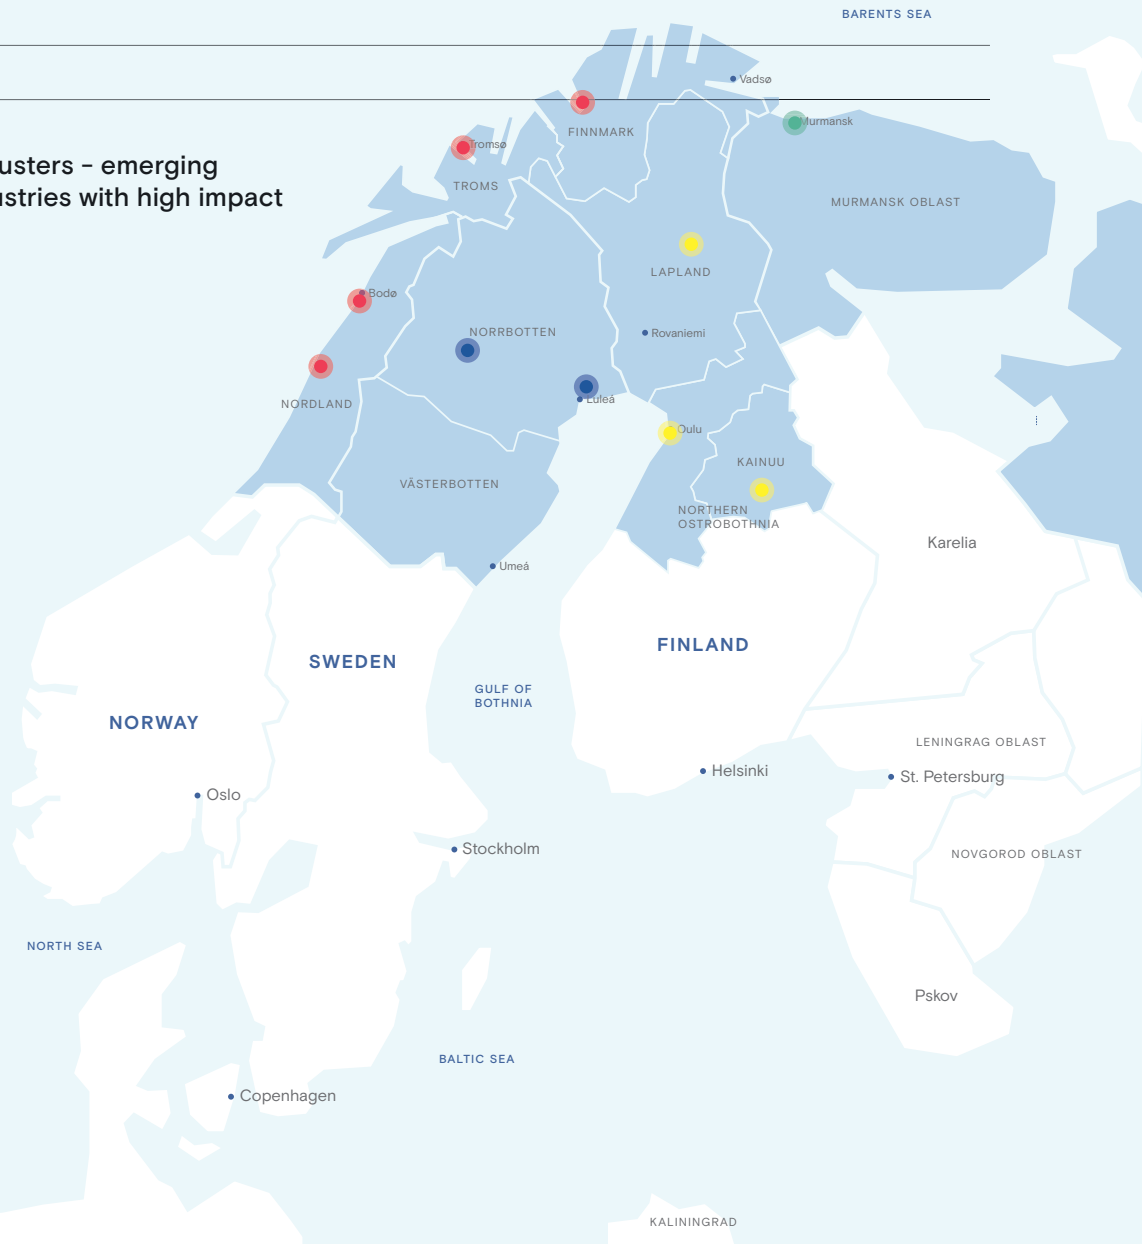 BARENTS SEA
Vadsø
Murmansk
FINNMARK
Tromsø
usters – emerging
ustries with high impact
TROMS
MURMANSK OBLAST
LAPLAND
Bodø
NORRBOTTEN
Rovaniemi
NORDLAND
Luleå
Oulu
KAINUU
VÄSTERBOTTEN
NORTHERN
OSTROBOTHNIA
Karelia
Umeå
FINLAND
SWEDEN
GULF OF
BOTHNIA
NORWAY
LENINGRAG OBLAST
Helsinki
St. Petersburg
Oslo
Stockholm
NOVGOROD OBLAST
NORTH SEA
Pskov
BALTIC SEA
Copenhagen
KALININGRAD